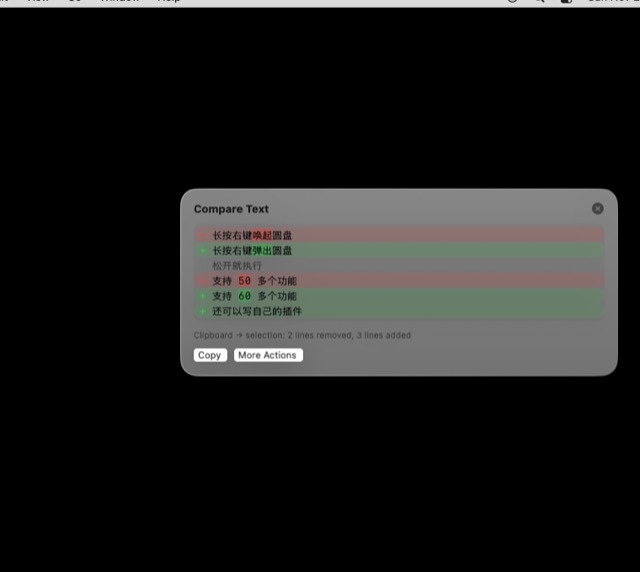 Compare Text
长按右键唤起圆盘
+ 长按右键弹出圆盘
松开就执行
支持 50 多个功能
+ 支持 60 多个功能
+ 还可以写自己的插件
Clipboard → selection: 2 lines removed, 3 lines added
Copy More Actions